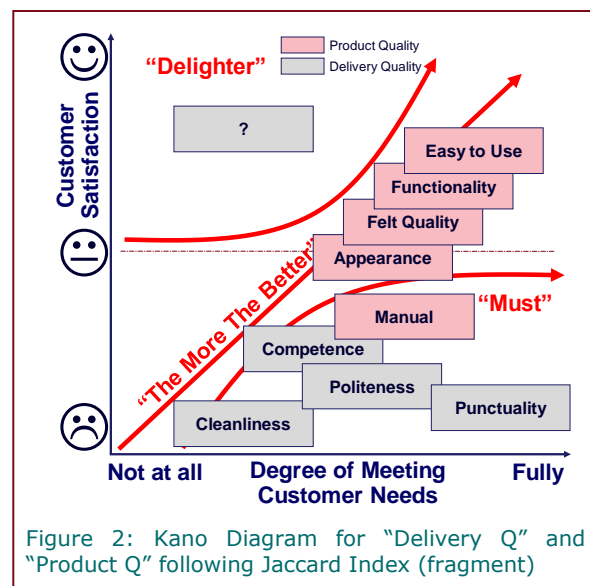 “Delighter”
Product Quality
Delivery Quality
?
Customer
Satisfaction
Easy to Use
Functionality
Felt Quality
Appearance
“The More The Better”
“Must”
Manual
Competence
Politeness
Punctuality
Cleanliness
Not at all
Degree of Meeting
Customer Needs
Fully
Figure 2: Kano Diagram for “Delivery Q” and
“Product Q” following Jaccard Index (fragment)